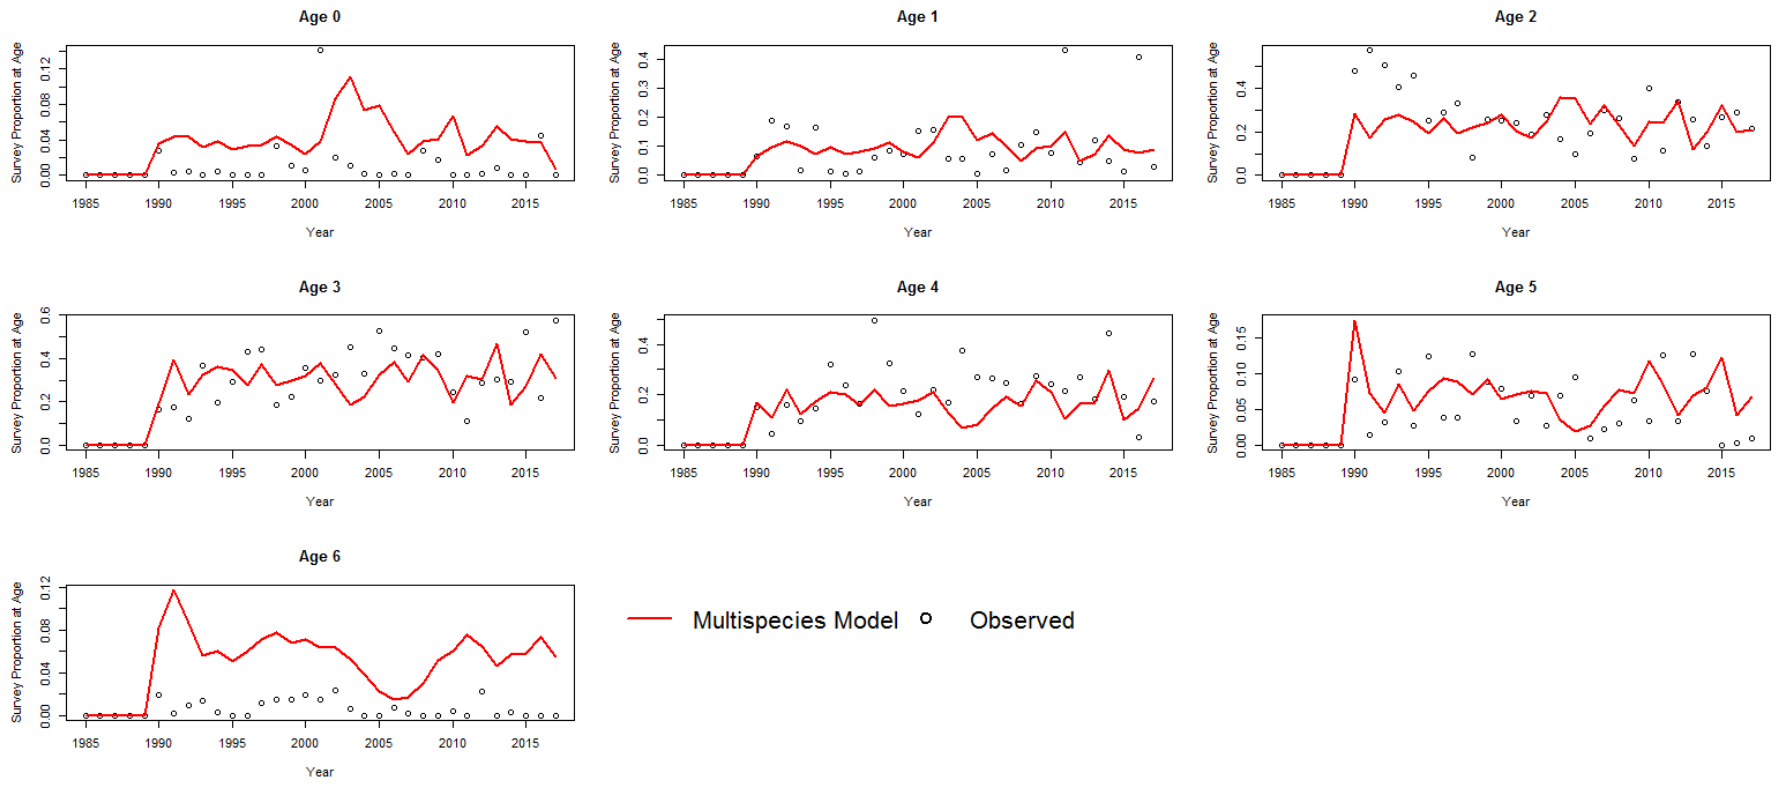 Age 0
Survey Proportion at Age
0.00 0.04 0.08 0.12
1985 1990 1995 2000 2005 2010 2015
Year
Age 1
Survey Proportion at Age
0.0 0.1 0.2 0.3 0.4
1985 1990 1995 2000 2005 2010 2015
Year
Age 2
Survey Proportion at Age
0.0 0.2 0.4
1985 1990 1995 2000 2005 2010 2015
Year
Age 3
Survey Proportion at Age
0.0 0.2 0.4 0.6
1985 1990 1995 2000 2005 2010 2015
Year
Age 4
Survey Proportion at Age
0.0 0.2 0.4
1985 1990 1995 2000 2005 2010 2015
Year
Age 5
Survey Proportion at Age
0.00 0.05 0.10 0.15
1985 1990 1995 2000 2005 2010 2015
Year
Age 6
Survey Proportion at Age
0.00 0.04 0.08 0.12
1985 1990 1995 2000 2005 2010 2015
Year
Multispecies Model Observed